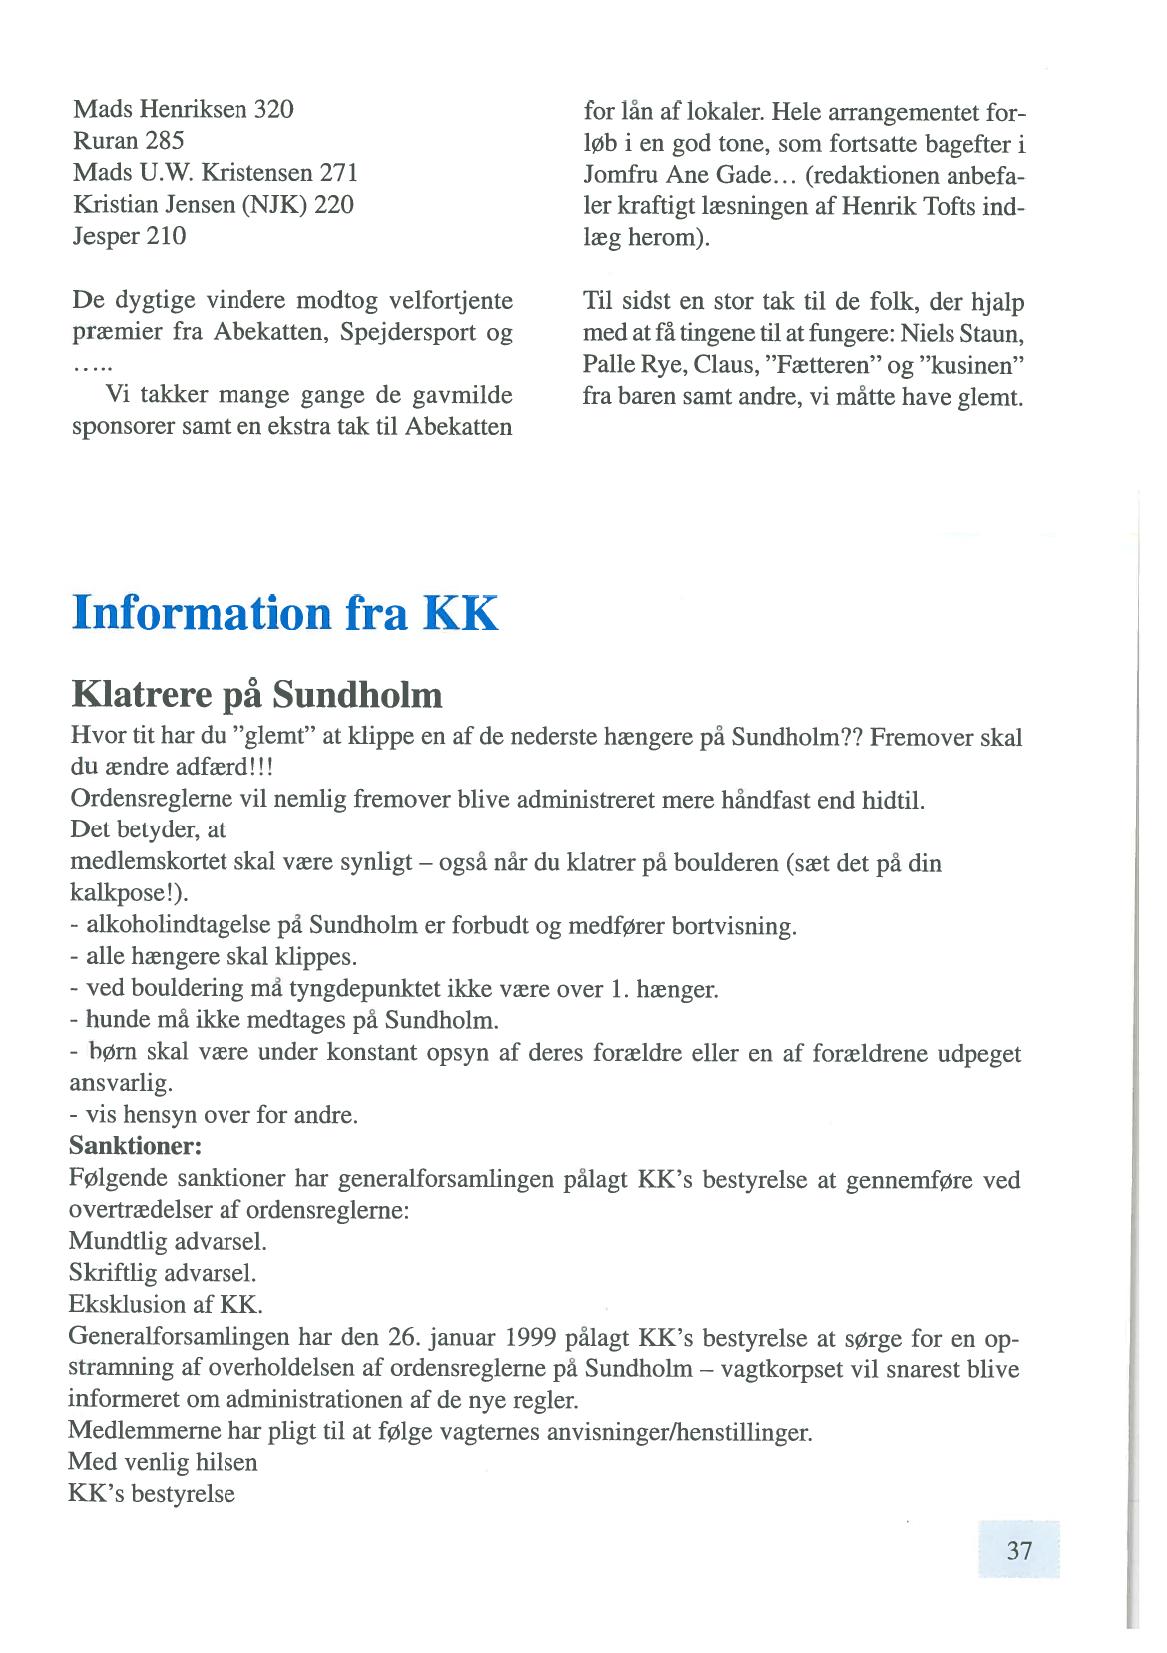 Mads Henriksen 320
Ruran 285
Mads U.W. Kristensen 271
Kristian Jensen (NJK) 220
Jesper 210
De dygtige vindere modtog velfortjente
præmier fra Abekatten, Spejdersport og
.....
Vi takker mange gange de gavmilde
sponsorer samt en ekstra tak til Abekatten
for lån af lokaler. Hele arrangementet for-
løb i en god tone, som fortsatte bagefter i
Jomfru Ane Gade... (redaktionen anbefa-
ler kraftigt læsningen af Henrik Tofts ind-
læg herom).
Til sidst en stor tak til de folk, der hjalp
med at få tingene til at fungere: Niels Staun,
Palle Rye, Claus, ”Fætteren” og ”kusinen”
fra baren samt andre, vi måtte have glemt.
Information fra KK
Klatrere på Sundholm
Hvor tit har du ”glemt” at klippe en af de nederste hængere på Sundholm?? Fremover skal
du ændre adfærd!!!
Ordensreglerne vil nemlig fremover blive administreret mere håndfast end hidtil.
Det betyder, at
medlemskortet skal være synligt – også når du klatrer på boulderen (sæt det på din
kalkpose!).
- alkoholindtagelse på Sundholm er forbudt og medfører bortvisning.
- alle hængere skal klippes.
- ved bouldering må tyngdepunktet ikke være over 1. hænger.
- hunde må ikke medtages på Sundholm.
- børn skal være under konstant opsyn af deres forældre eller en af forældrene udpeget
ansvarlig.
- vis hensyn over for andre.
Sanktioner:
Følgende sanktioner har generalforsamlingen pålagt KK’s bestyrelse at gennemføre ved
overtrædelser af ordensreglerne:
Mundtlig advarsel.
Skriftlig advarsel.
Eksklusion af KK.
Generalforsamlingen har den 26. januar 1999 pålagt KK’s bestyrelse at sørge for en op-
stramning af overholdelsen af ordensreglerne på Sundholm – vagtkorpset vil snarest blive
informeret om administrationen af de nye regler.
Medlemmerne har pligt til at følge vagternes anvisninger/henstillinger.
Med venlig hilsen
KK’s bestyrelse
37